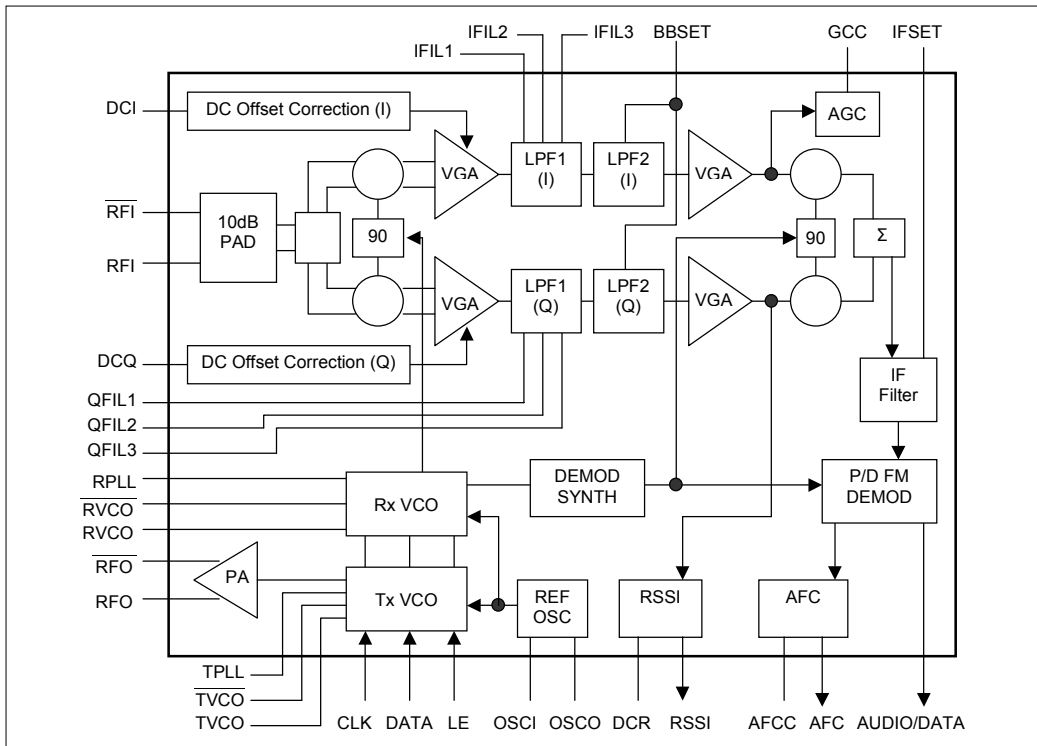 IFIL2
IFIL3
BBSET
GCC
IFSET
IFIL1
DCI
DC Offset Correction (I)
AGC
VGA
LPF1
(I)
LPF2
(I)
VGA
RFI
10dB
PAD
90
90
Σ
RFI
VGA
LPF1
(Q)
LPF2
(Q)
VGA
DCQ
DC Offset Correction (Q)
IF
Filter
QFIL1
QFIL2
QFIL3
RPLL
RVCO
RVCO
Rx VCO
DEMOD
SYNTH
P/D FM
DEMOD
RFO
PA
RFO
Tx VCO
REF
OSC
RSSI
AFC
TPLL
TVCO
TVCO
CLK
DATA
LE
OSCI
OSCO
DCR
RSSI
AFCC
AFC
AUDIO/DATA